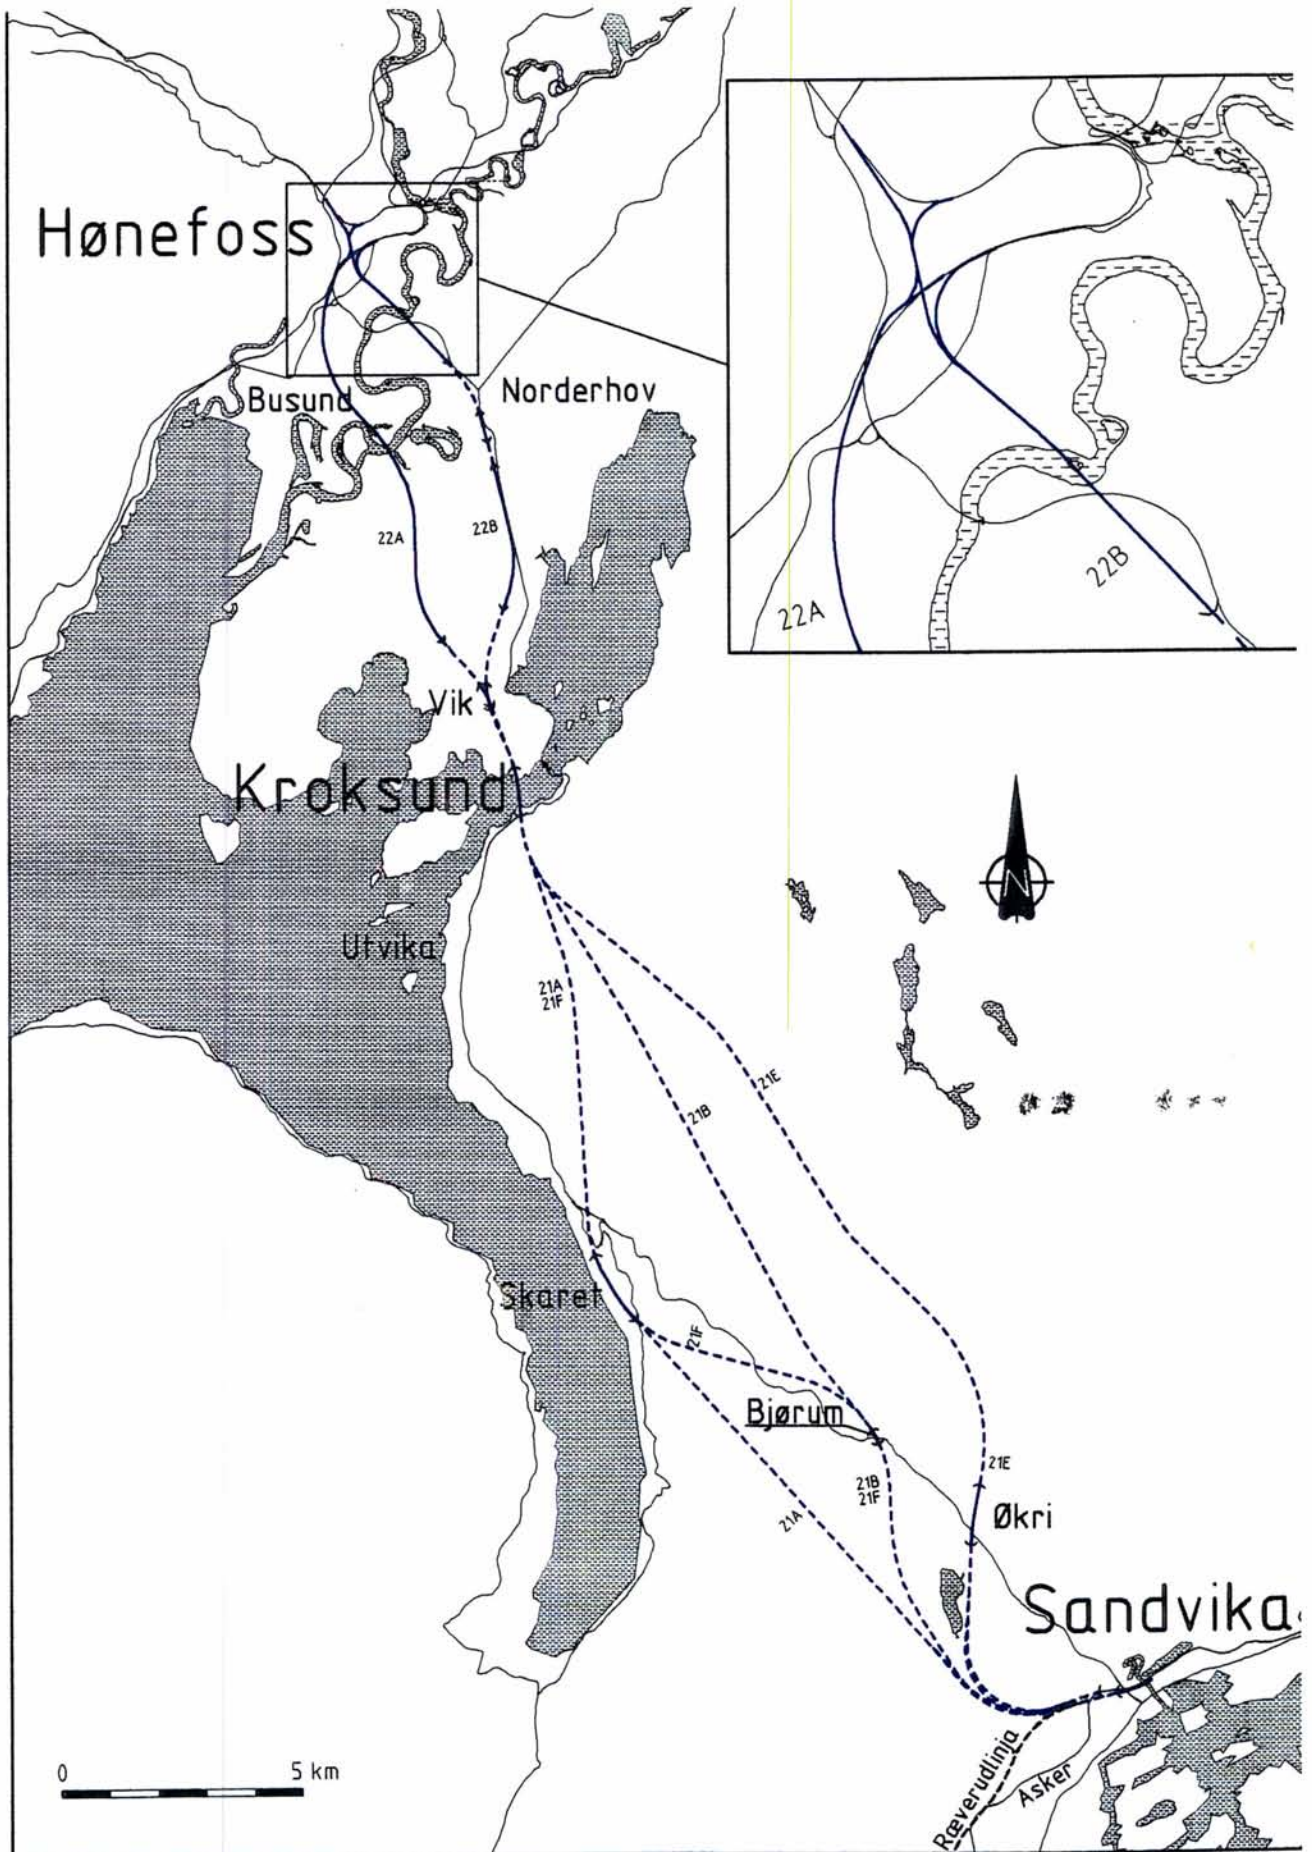 Hønefoss
Busund
Norderhov
22A
22B
22A
22B
Vik
Kroksund
N
Utvika
21A
21F
21E
21B
Skaret
21F
Bjørum
21E
21B
21F
21A
Økri
Sandvika
0
5 km
Ræverudlinja
Asker